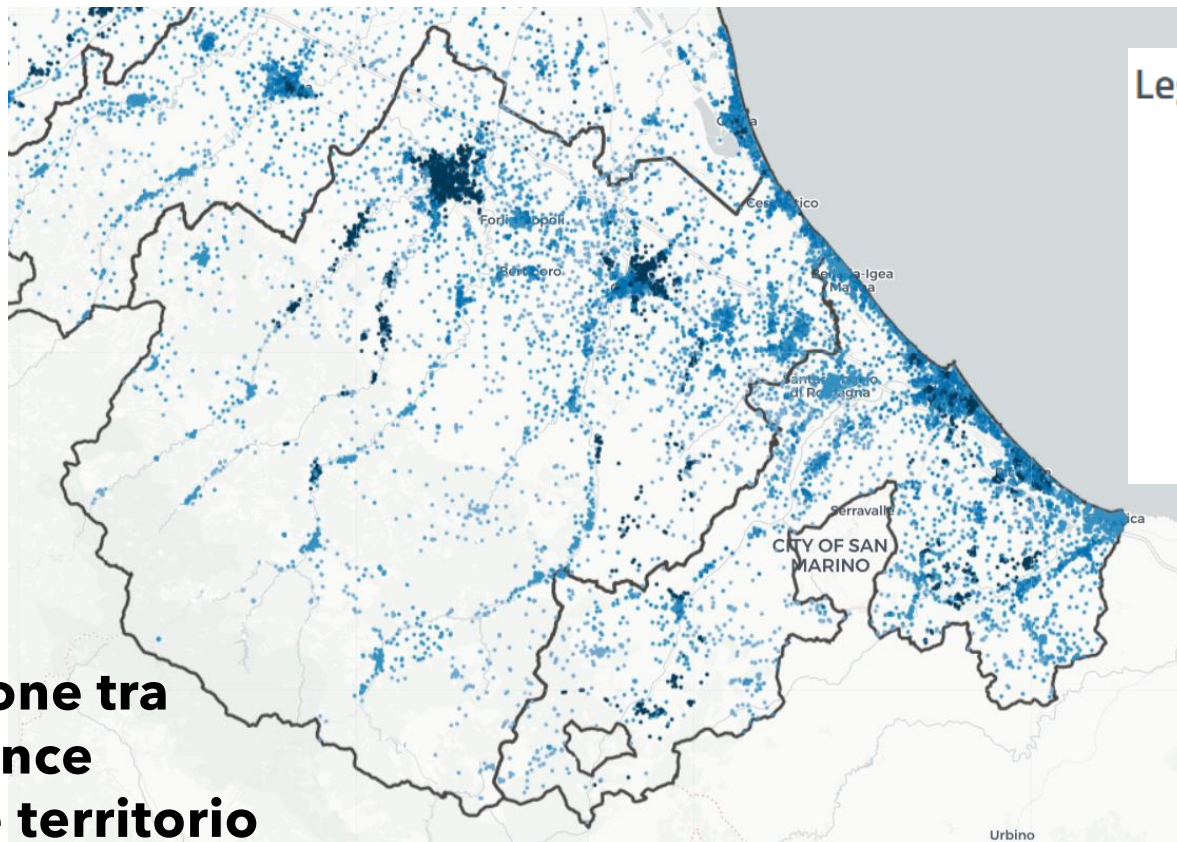 Leg
Forlimpopoli
Bertinoro
Cesenatico
Bellaria-Igea
Marina
Santarcangelo
di Romagna
Serravalle
CITY OF SAN
MARINO
ica
one tra
nce
e territorio
Urbino